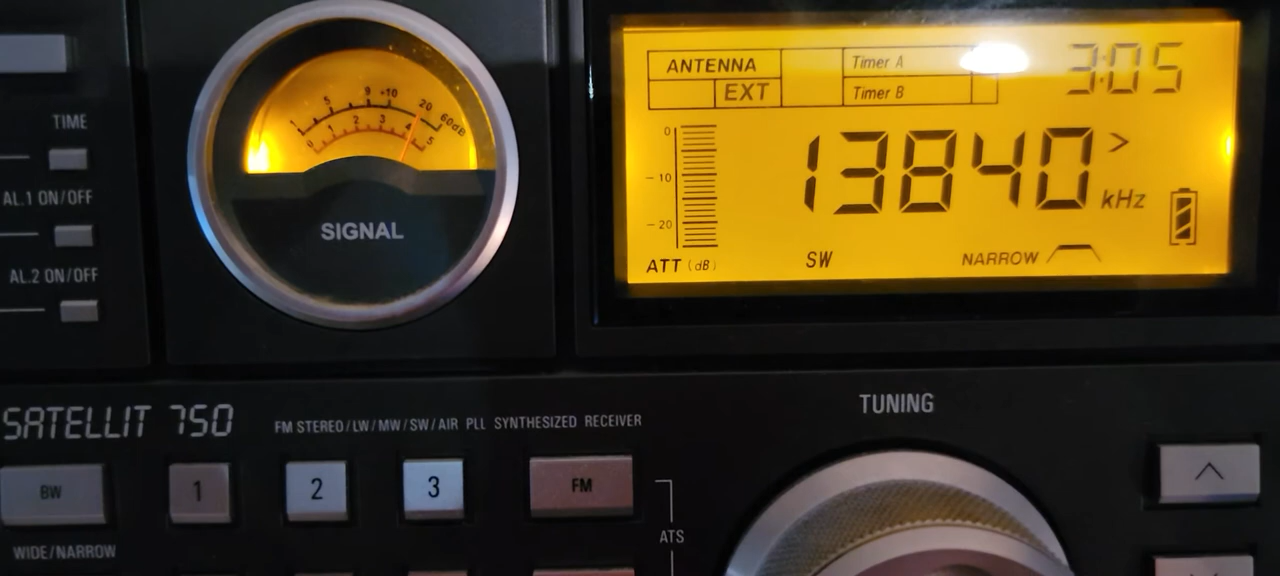 TIME
AL.1 ON/OFF
AL.2 ON/OFF
1 5 9 +10 20 60dB
0 1 2 3 4 5
SIGNAL
ANTENNA
EXT
Timer A
Timer B
3:05
0
-10
-20
ATT (dB)
13840 >
kHz
SW
NARROW
SATELLIT 750
FM STEREO/LW/MW/SW/AIR PLL SYNTHESIZED RECEIVER
TUNING
BW
1
2
3
FM
WIDE/NARROW
ATS